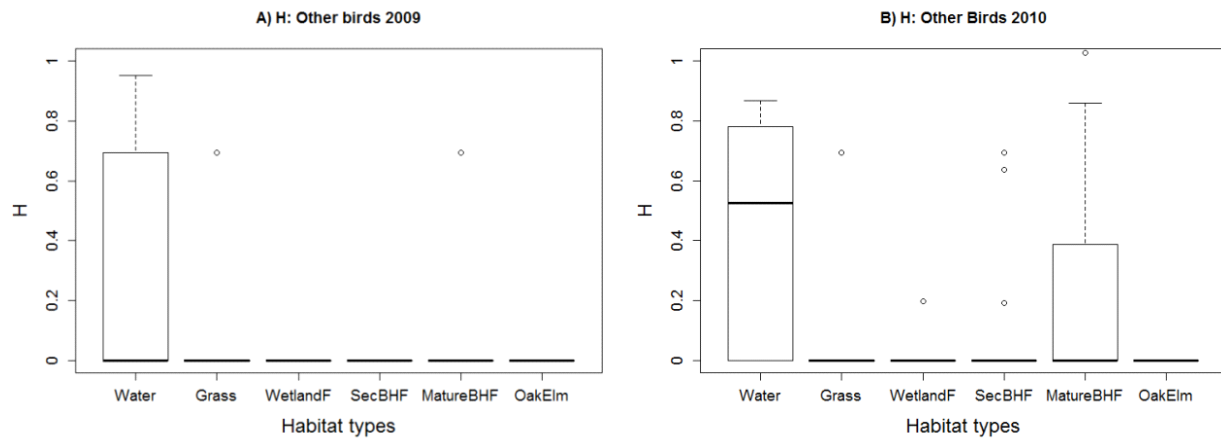 A) H: Other birds 2009
H
1
0.8
0.6
0.4
0.2
0
Water Grass WetlandF SecBHF MatureBHF OakElm
Habitat types
B) H: Other Birds 2010
H
1
0.8
0.6
0.4
0.2
0
Water Grass WetlandF SecBHF MatureBHF OakElm
Habitat types